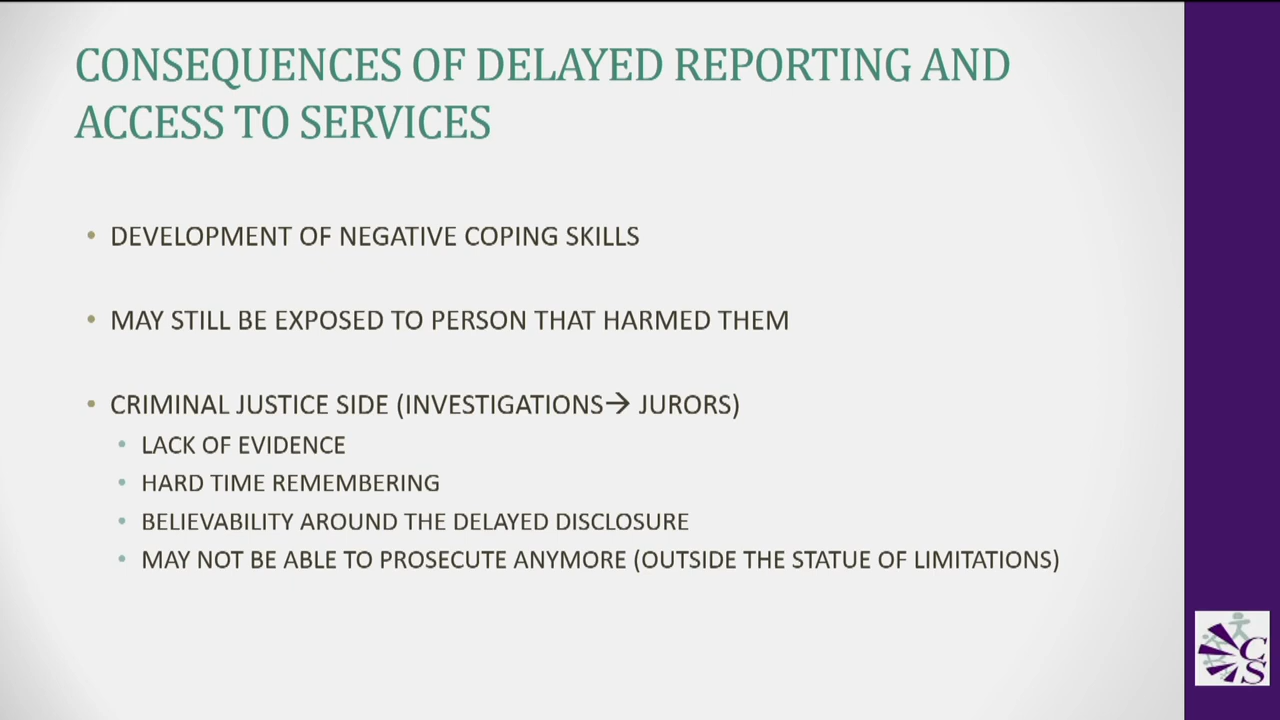 CONSEQUENCES OF DELAYED REPORTING AND
ACCESS TO SERVICES
• DEVELOPMENT OF NEGATIVE COPING SKILLS
• MAY STILL BE EXPOSED TO PERSON THAT HARMED THEM
• CRIMINAL JUSTICE SIDE (INVESTIGATIONS→ JURORS)
• LACK OF EVIDENCE
• HARD TIME REMEMBERING
• BELIEVABILITY AROUND THE DELAYED DISCLOSURE
• MAY NOT BE ABLE TO PROSECUTE ANYMORE (OUTSIDE THE STATUE OF LIMITATIONS)
C
S